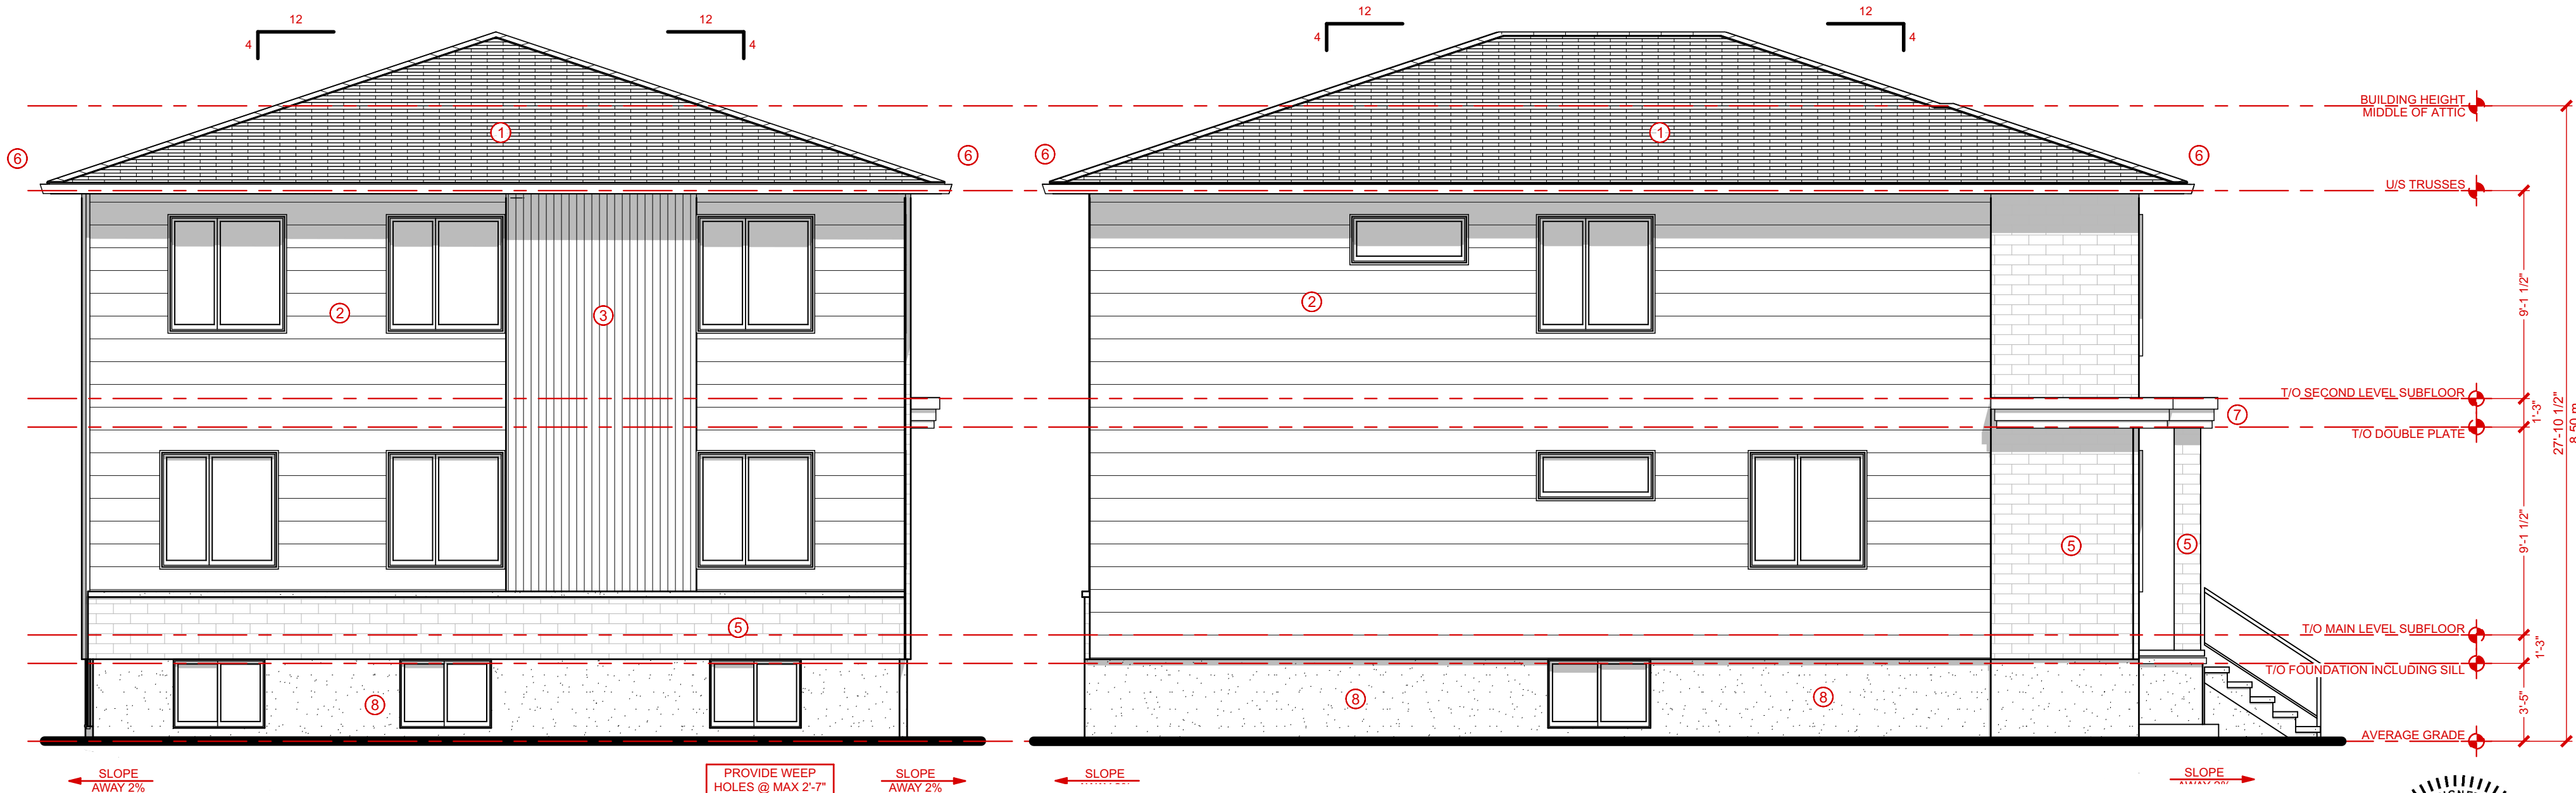 12
4
12
4
12
4
12
4
BUILDING HEIGHT
MIDDLE OF ATTIC
1
1
6
6
6
6
U/S TRUSSES
2
3
2
9'-1 1/2"
T/O SECOND LEVEL SUBFLOOR
7
1'-3"
27'-10 1/2"
8.50 m
T/O DOUBLE PLATE
5
5
9'-1 1/2"
5
T/O MAIN LEVEL SUBFLOOR
1'-3"
T/O FOUNDATION INCLUDING SILL
8
8
8
3'-5"
AVERAGE GRADE
SLOPE
AWAY 2%
PROVIDE WEEP
HOLES @ MAX 2'-7"
SLOPE
AWAY 2%
SLOPE
SLOPE